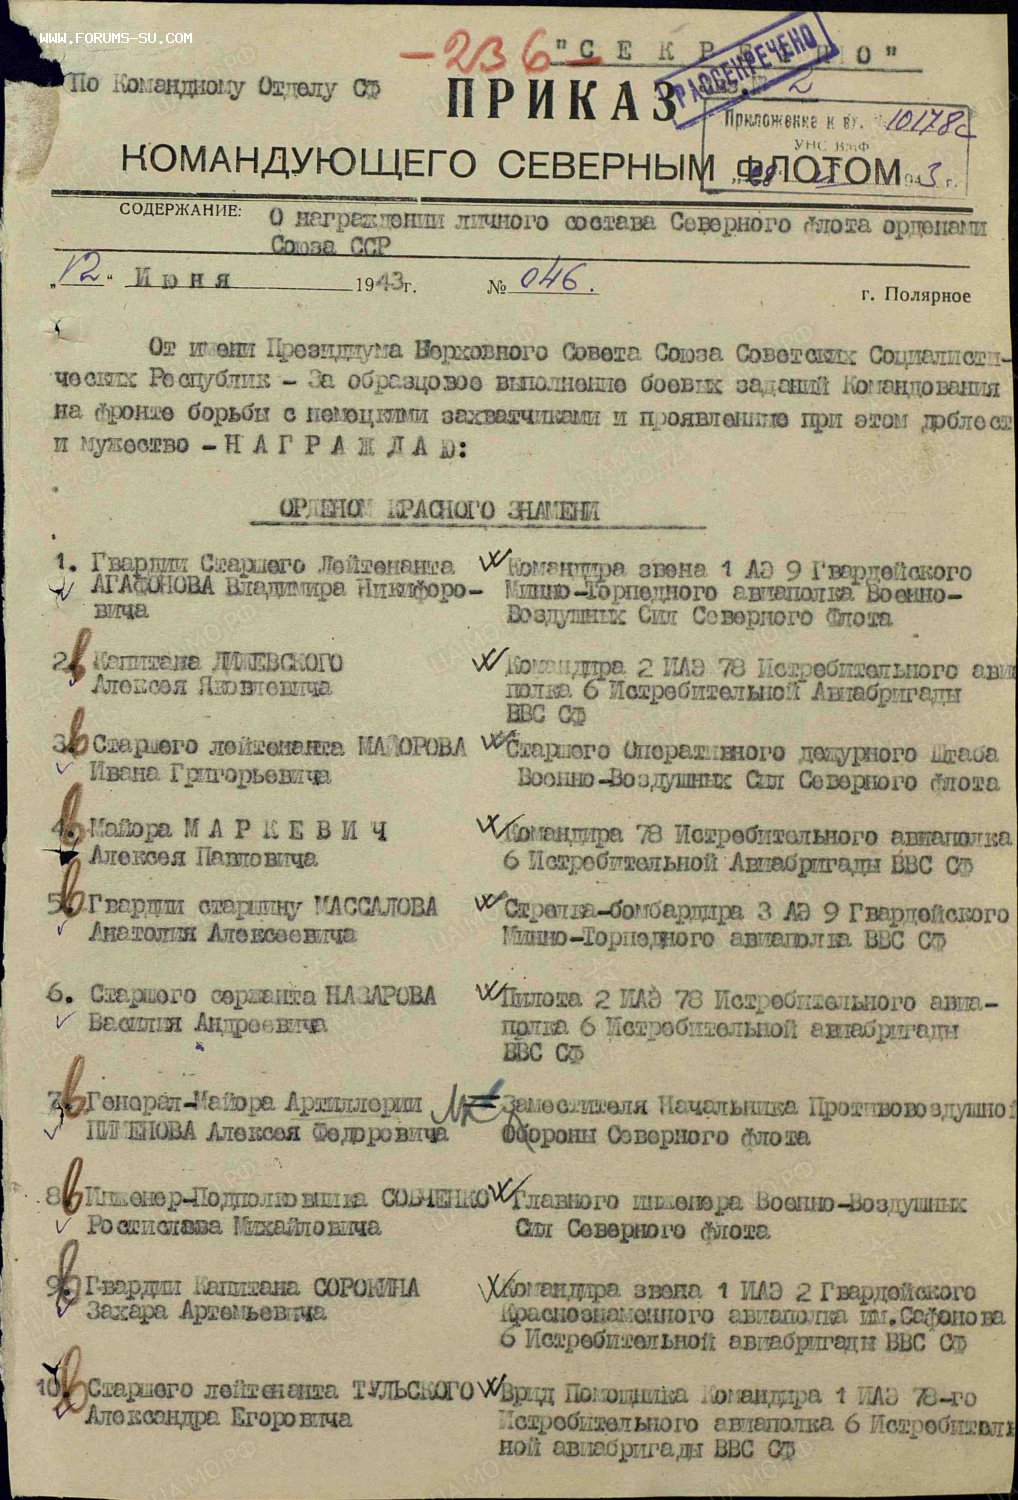 WWW.FORUMS-SU.COM
-236-
"СЕКРЕТНО"
РАССЕКРЕЧЕНО
По Командному Отделу СФ
ПРИКАЗ
2
Приложение к вх. 10178с
УНС ВМФ
КОМАНДУЮЩЕГО СЕВЕРНЫМ ФЛОТОМ
СОДЕРЖАНИЕ: О награждении личного состава Северного флота орденами
Союза ССР
"12" Июня 1943г. № 046. г. Полярное
От имени Президиума Верховного Совета Союза Советских Социалисти-
ческих Республик - За образцовое выполнение боевых заданий Командования
на фронте борьбы с немецкими захватчиками и проявленные при этом доблест
и мужество - НАГРАЖДАЮ:
ОРДЕНОМ КРАСНОГО ЗНАМЕНИ
1. Гвардии Старшего Лейтенанта
АГАФОНОВА Владимира Никифоро-
вича
Командира звена 1 АЭ 9 Гвардейского
Минно-Торпедного авиаполка Военно-
Воздушных Сил Северного Флота
2. Капитана ДИЖЕВСКОГО
Алексея Яковлевича
Командира 2 ИАЭ 78 Истребительного ави
полка 6 Истребительной Авиабригады
ВВС СФ
3. Старшего лейтенанта МАЙОРОВА
Ивана Григорьевича
Старшего Оперативного дежурного Штаба
Военно-Воздушных Сил Северного флота
4. Майора МАРКЕВИЧ
Алексея Павловича
Командира 78 Истребительного авиаполка
6 Истребительной Авиабригады ВВС СФ
5. Гвардии старшину МАССАЛОВА
Анатолия Алексеевича
Стрелка-бомбардира 3 АЭ 9 Гвардейского
Минно-Торпедного авиаполка ВВС СФ
6. Старшего сержанта НАЗАРОВА
Василия Андреевича
Пилота 2 ИАЭ 78 Истребительного авиа-
полка 6 Истребительной авиабригады
ВВС СФ
7. Генерал-Майора Артиллерии
ПИМЕНОВА Алексея Федоровича
Заместителя Начальника Противовоздушной
Обороны Северного флота
8. Инженер-Подполковника СОБЧЕНКО
Ростислава Михайловича
Главного инженера Военно-Воздушных
Сил Северного флота
9. Гвардии Капитана СОРОКИНА
Захара Артемьевича
Командира звена 1 ИАЭ 2 Гвардейского
Краснознаменного авиаполка им.Сафонова
6 Истребительной авиабригады ВВС СФ
10. Старшего лейтенанта ТУЛЬСКОГО
Александра Егоровича
Врид Помощника Командира 1 ИАЭ 78-го
Истребительного авиаполка 6 Истребитель
ной авиабригады ВВС СФ